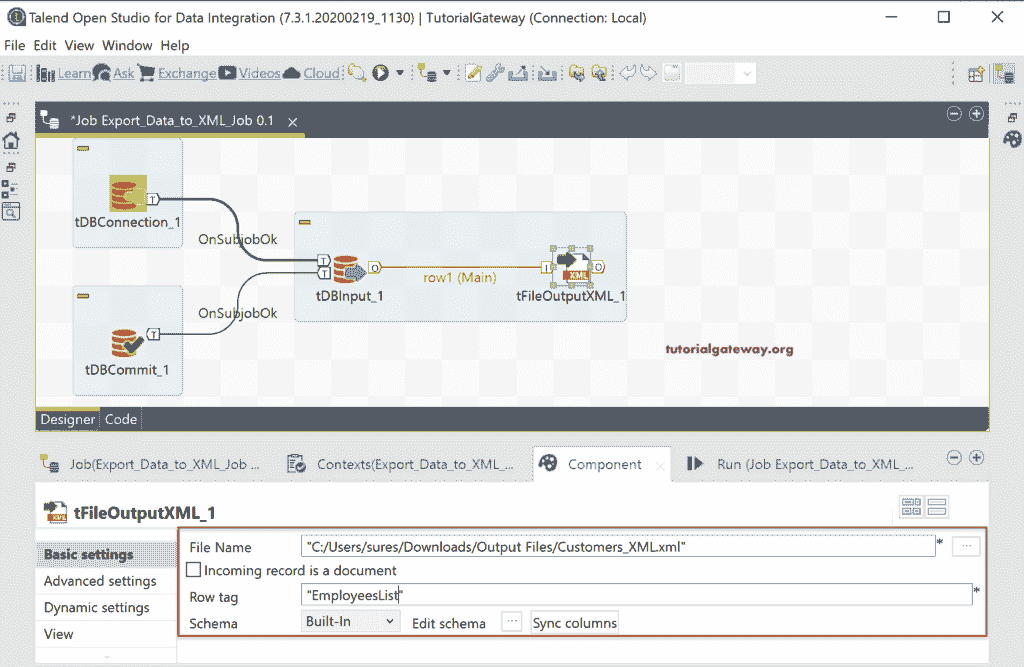 Talend Open Studio for Data Integration (7.3.1.20200219_1130) | TutorialGateway (Connection: Local)
File Edit View Window Help
Learn Ask Exchange Videos Cloud
*Job Export_Data_to_XML_Job 0.1
T
tDBConnection_1
OnSubjobOk
T
T
O
row1 (Main)
I
XML
O
tDBInput_1
tFileOutputXML_1
OnSubjobOk
T
tDBCommit_1
tutorialgateway.org
Designer Code
Job(Export_Data_to_XML_Job ... Contexts(Export_Data_to_XML_... Component Run (Job Export_Data_to_XML_...
XML tFileOutputXML_1
Basic settings
Advanced settings
Dynamic settings
View
File Name "C:/Users/sures/Downloads/Output Files/Customers_XML.xml" * ...
Incoming record is a document
Row tag "EmployeesList" *
Schema Built-In Edit schema ... Sync columns